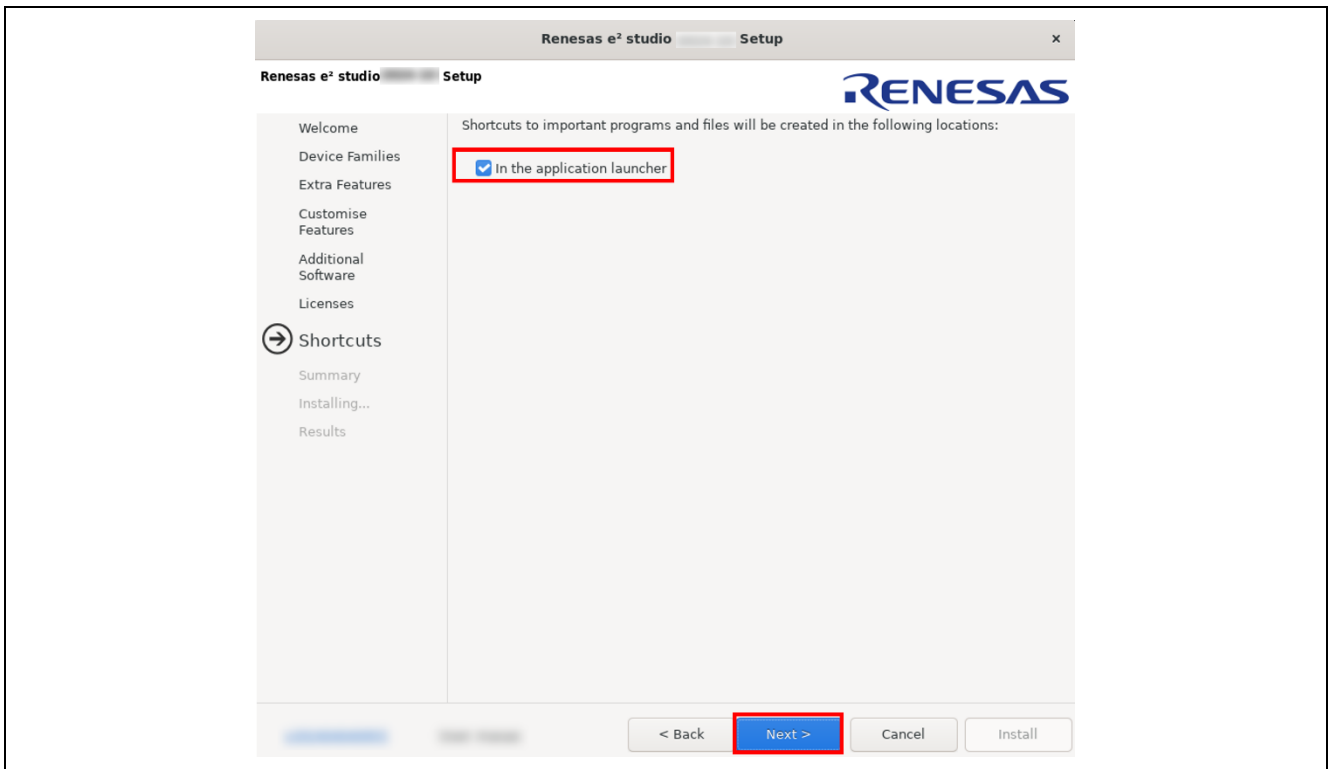 Renesas e² studio Setup
x
Renesas e² studio Setup
RENESAS
Welcome
Device Families
Extra Features
Customise
Features
Additional
Software
Licenses
Shortcuts
Summary
Installing...
Results
Shortcuts to important programs and files will be created in the following locations:
In the application launcher
< Back
Next >
Cancel
Install